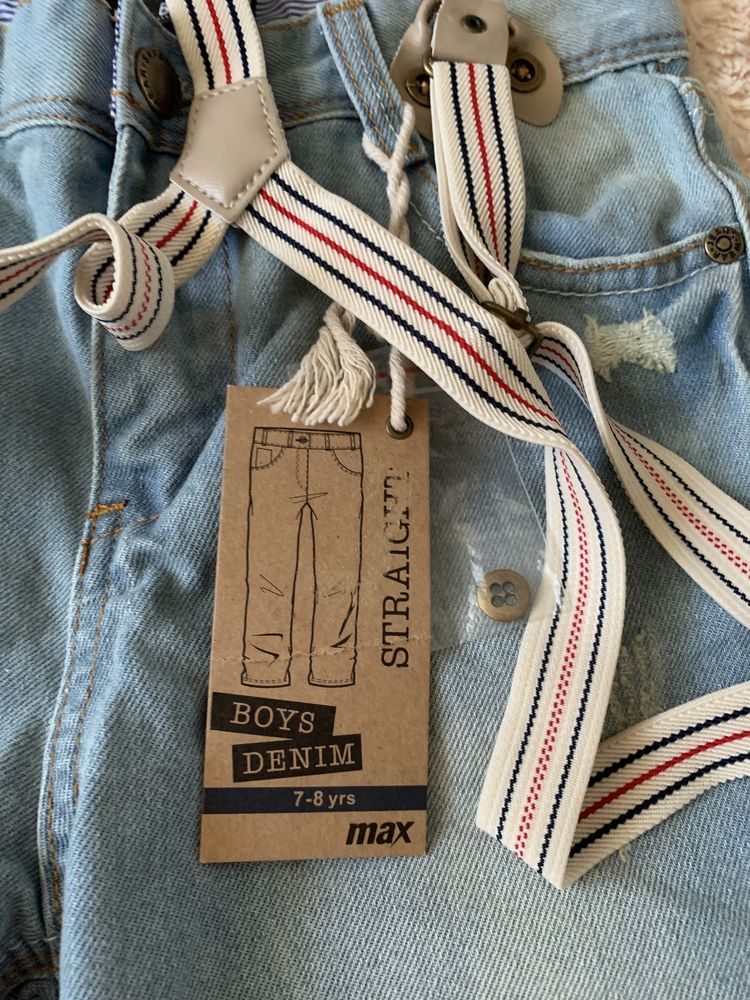 STRAIGHT
BOYS
DENIM
7-8 yrs
max